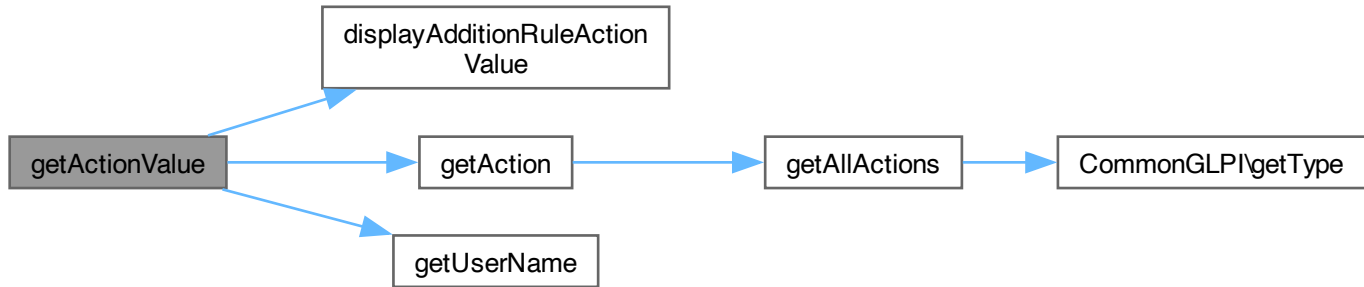 displayAdditionRuleAction
Value
getActionValue
getAction
getAllActions
CommonGLPI\getType
getUserName